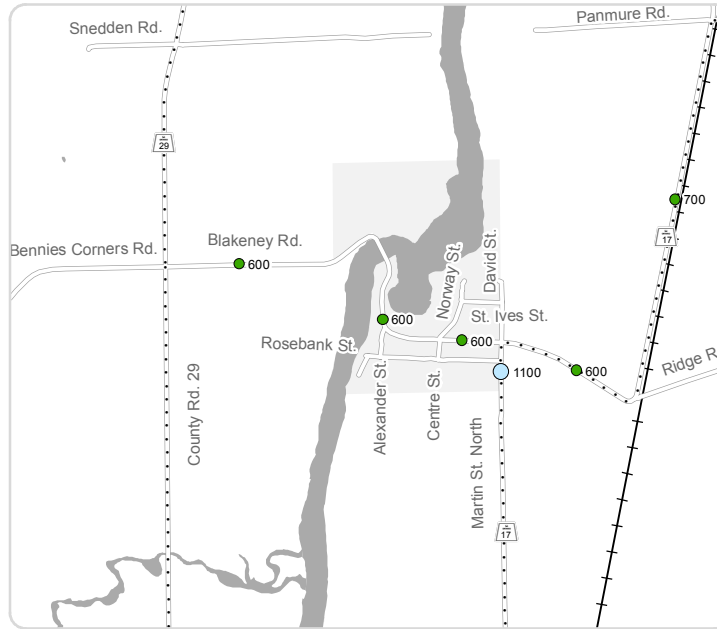 Snedden Rd.
Panmure Rd.
29
700
17
Bennies Corners Rd.
Blakeney Rd.
600
Norway St.
David St.
600
St. Ives St.
600
Rosebank St.
600
1100
Ridge R
County Rd. 29
Alexander St.
Centre St.
Martin St. North
17